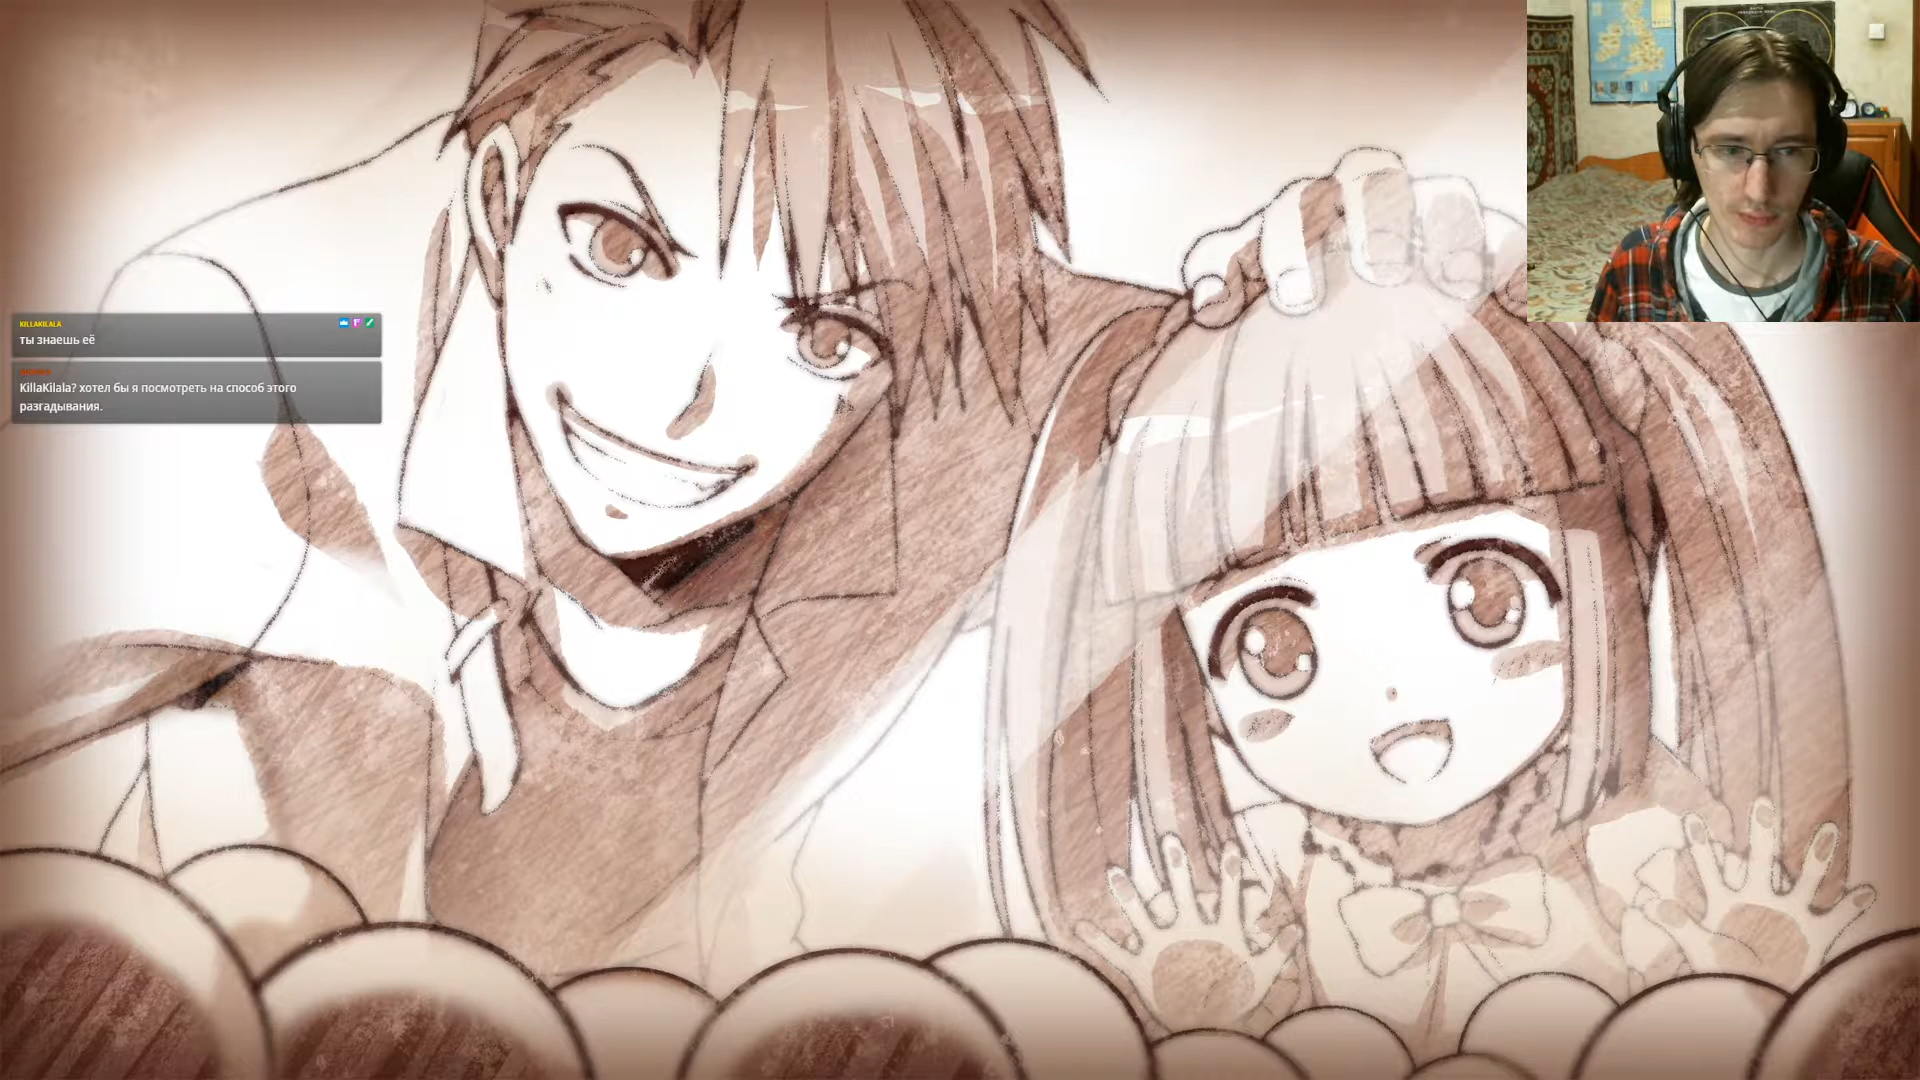 KILLAKILALA
ты знаешь её
KillaKilala? хотел бы я посмотреть на способ этого
разгадывания.